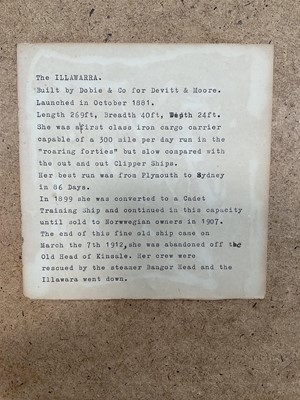 The ILLAWARRA.
Built by Dobie & Co for Devitt & Moore.
Launched in October 1881.
Length 269ft, Breadth 40ft, Depth 24ft.
She was a first class iron cargo carrier
capable of a 300 mile per day run in the
"roaring forties" but slow compared with
the out and out Clipper Ships.
Her best run was from Plymouth to Sydney
in 86 Days.
In 1899 she was converted to a Cadet
Training Ship and continued in this capacity
until sold to Norwegian owners in 1907.
The end of this fine old ship came on
March the 7th 1912, she was abandoned off the
Old Head of Kinsale. Her crew were
rescued by the steamer Bangor Head and the
Illawara went down.